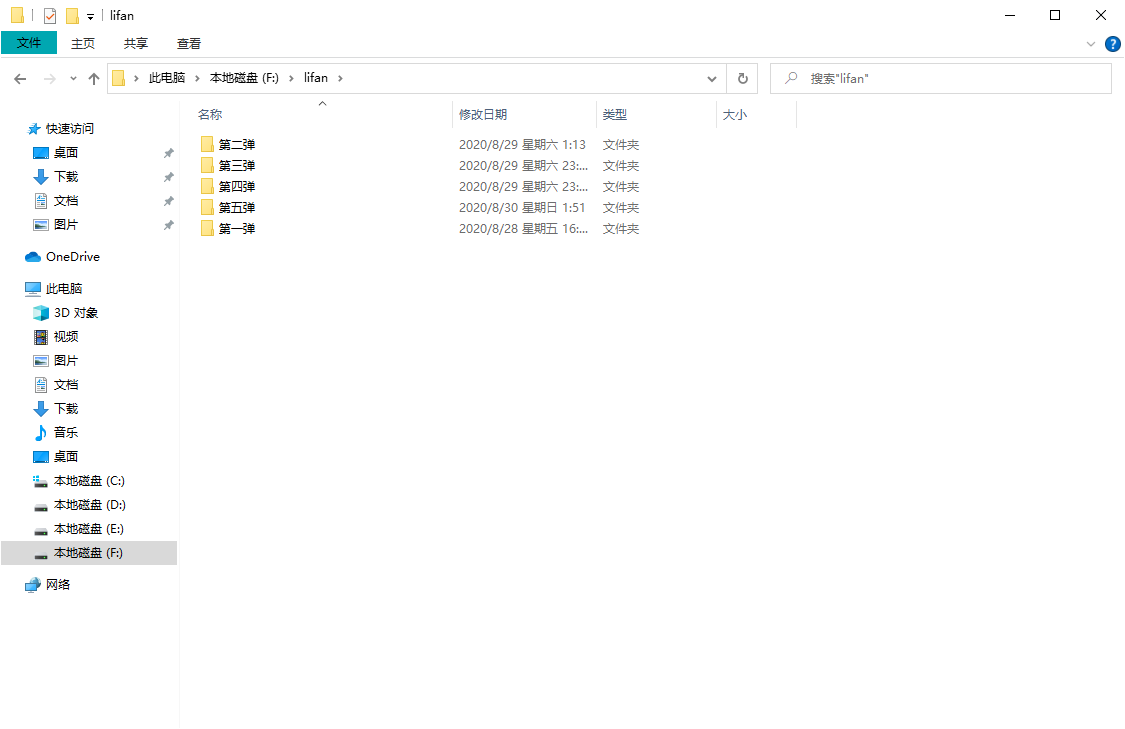 lifan
文件 主页 共享 查看
此电脑 本地磁盘 (F:) lifan 搜索"lifan"
名称 修改日期 类型 大小
第二弹 2020/8/29 星期六 1:13 文件夹
第三弹 2020/8/29 星期六 23:... 文件夹
第四弹 2020/8/29 星期六 23:... 文件夹
第五弹 2020/8/30 星期日 1:51 文件夹
第一弹 2020/8/28 星期五 16:... 文件夹
快速访问
桌面
下载
文档
图片
OneDrive
此电脑
3D 对象
视频
图片
文档
下载
音乐
桌面
本地磁盘 (C:)
本地磁盘 (D:)
本地磁盘 (E:)
本地磁盘 (F:)
网络